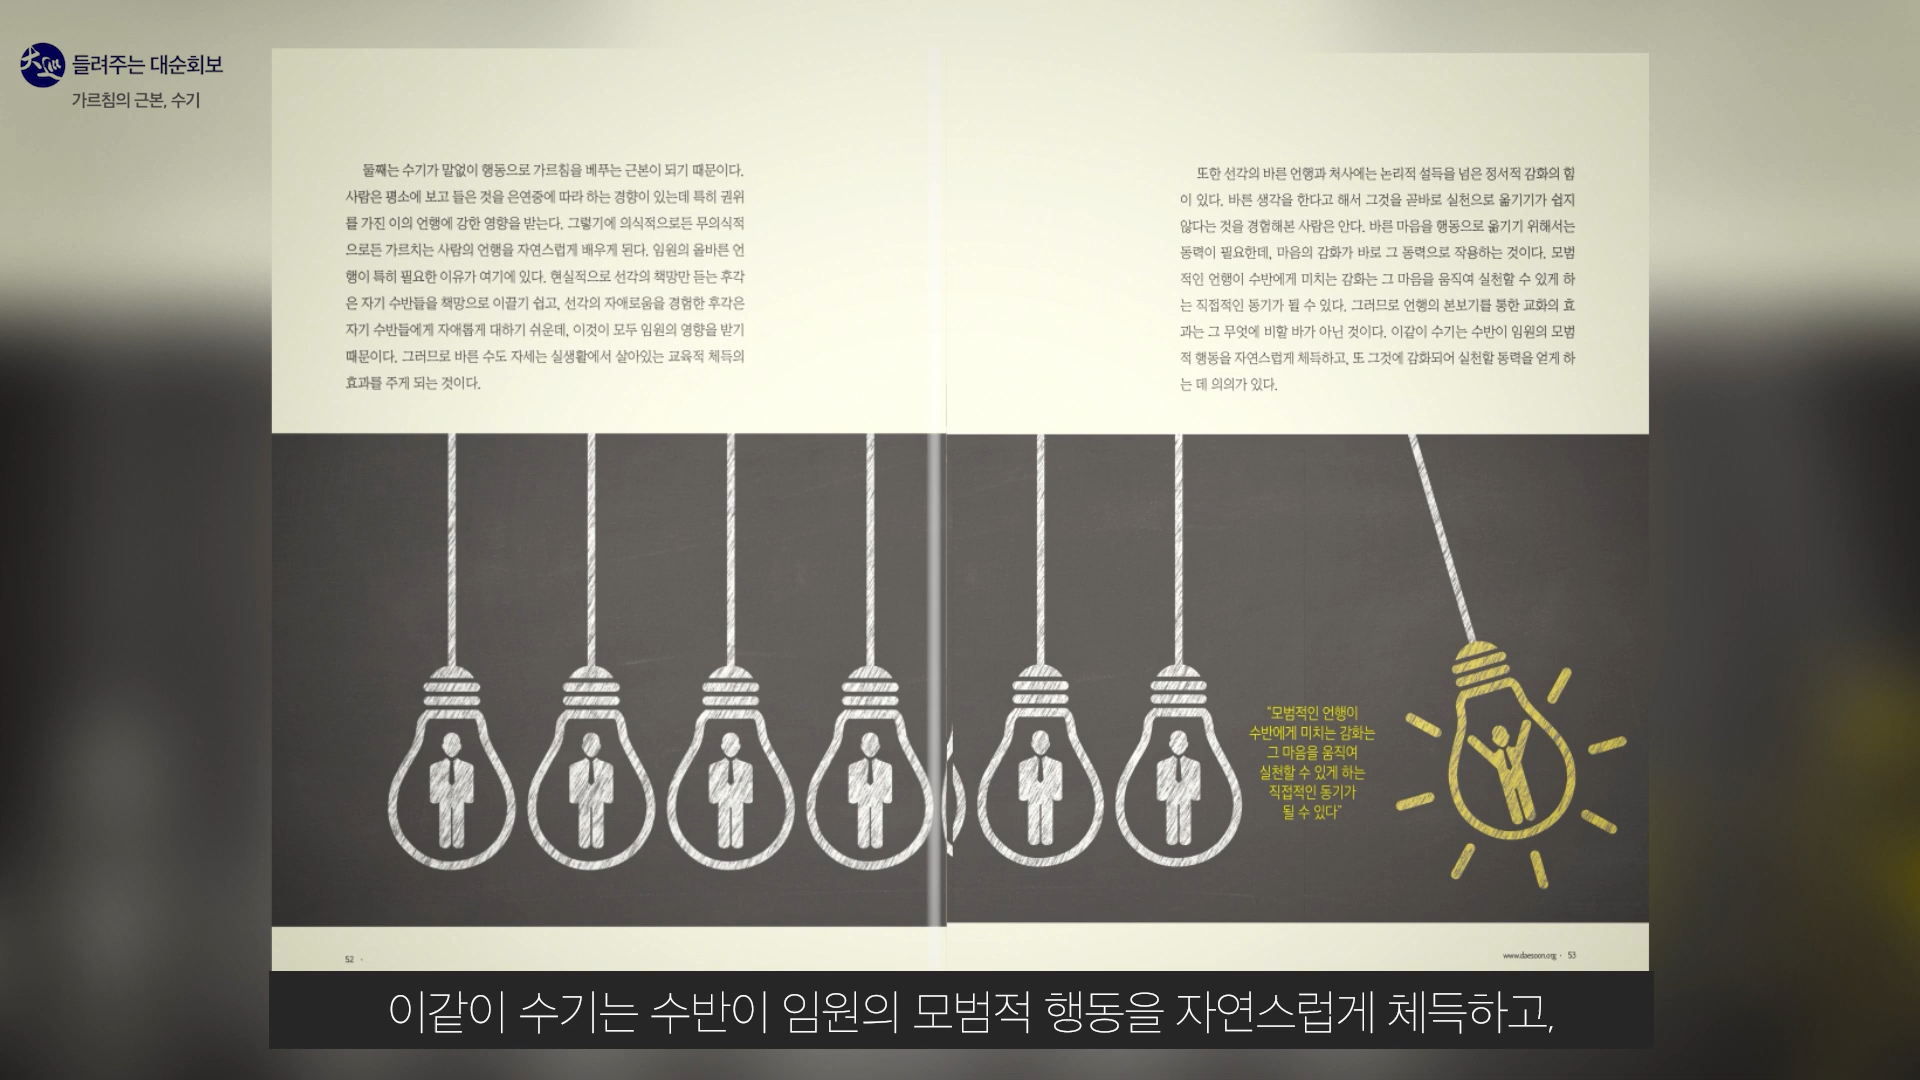 들려주는 대순회보
가르침의 근본, 수기
둘째는 수기가 말없이 행동으로 가르침을 베푸는 근본이 되기 때문이다.
사람은 평소에 보고 들은 것을 은연중에 따라 하는 경향이 있는데 특히 권위
를 가진 이의 언행에 강한 영향을 받는다. 그렇기에 의식적으로든 무의식적
으로든 가르치는 사람의 언행을 자연스럽게 배우게 된다. 임원의 올바른 언
행이 특히 필요한 이유가 여기에 있다. 현실적으로 선각의 책망만 듣는 후각
은 자기 수반들을 책망으로 이끌기 쉽고, 선각의 자애로움을 경험한 후각은
자기 수반들에게 자애롭게 대하기 쉬운데, 이것이 모두 임원의 영향을 받기
때문이다. 그러므로 바른 수도 자세는 실생활에서 살아있는 교육적 체득의
효과를 주게 되는 것이다.
또한 선각의 바른 언행과 처사에는 논리적 설득을 넘은 정서적 감화의 힘
이 있다. 바른 생각을 한다고 해서 그것을 곧바로 실천으로 옮기기가 쉽지
않다는 것을 경험해본 사람은 안다. 바른 마음을 행동으로 옮기기 위해서는
동력이 필요한데, 마음의 감화가 바로 그 동력으로 작용하는 것이다. 모범
적인 언행이 수반에게 미치는 감화는 그 마음을 움직여 실천할 수 있게 하
는 직접적인 동기가 될 수 있다. 그러므로 언행의 본보기를 통한 교화의 효
과는 그 무엇에 비할 바가 아닌 것이다. 이같이 수기는 수반이 임원의 모범
적 행동을 자연스럽게 체득하고, 또 그것에 감화되어 실천할 동력을 얻게 하
는 데 의의가 있다.
“모범적인 언행이
수반에게 미치는 감화는
그 마음을 움직여
실천할 수 있게 하는
직접적인 동기가
될 수 있다”
52 ·
www.daesoon.org · 53
이같이 수기는 수반이 임원의 모범적 행동을 자연스럽게 체득하고,